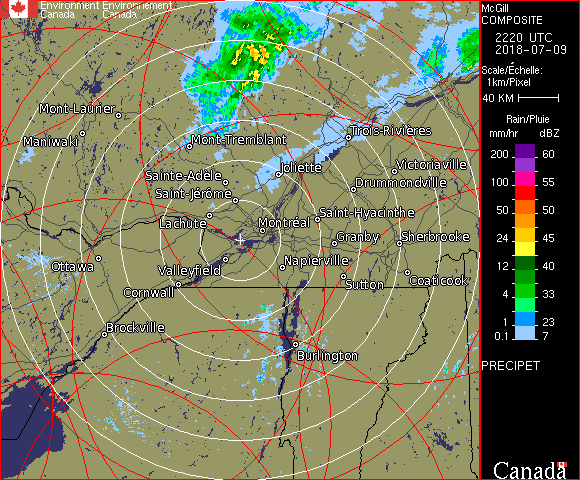 Environment Environnement
Canada Canada
McGill
COMPOSITE
2220 UTC
2018-07-09
Scale/Échelle:
1km/Pixel
40 KM
Rain/Pluie
mm/hr dBZ
200 60
100 55
50 50
24 45
12 40
4 33
2 28
1 23
0.1 7
PRECIPET
Canada
Mont-Laurier
Maniwaki
Mont-Tremblant
Trois-Rivières
Sainte-Adèle
Joliette
Victoriaville
Saint-Jérôme
Drummondville
Lachute
Montréal
Saint-Hyacinthe
Granby
Sherbrooke
Ottawa
Valleyfield
Napierville
Cornwall
Sutton
Coaticook
Brockville
Burlington